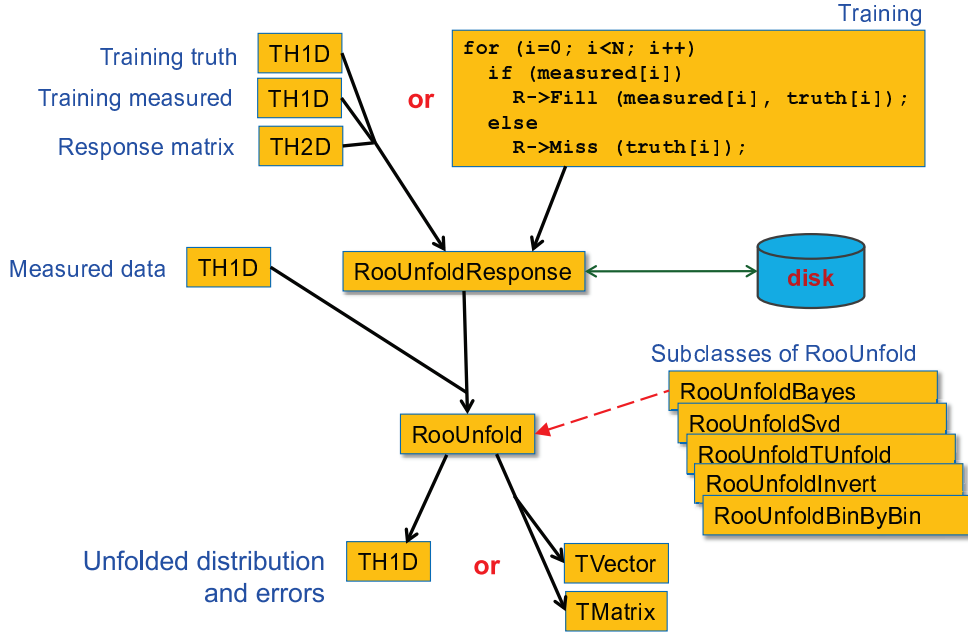 Training
Training truth
TH1D
Training measured
TH1D
Response matrix
TH2D
or
for (i=0; i<N; i++)
if (measured[i])
R->Fill (measured[i], truth[i]);
else
R->Miss (truth[i]);
Measured data
TH1D
RooUnfoldResponse
disk
Subclasses of RooUnfold
RooUnfoldBayes
RooUnfoldSvd
RooUnfoldTUnfold
RooUnfoldInvert
RooUnfoldBinByBin
RooUnfold
Unfolded distribution
and errors
TH1D
or
TVector
TMatrix